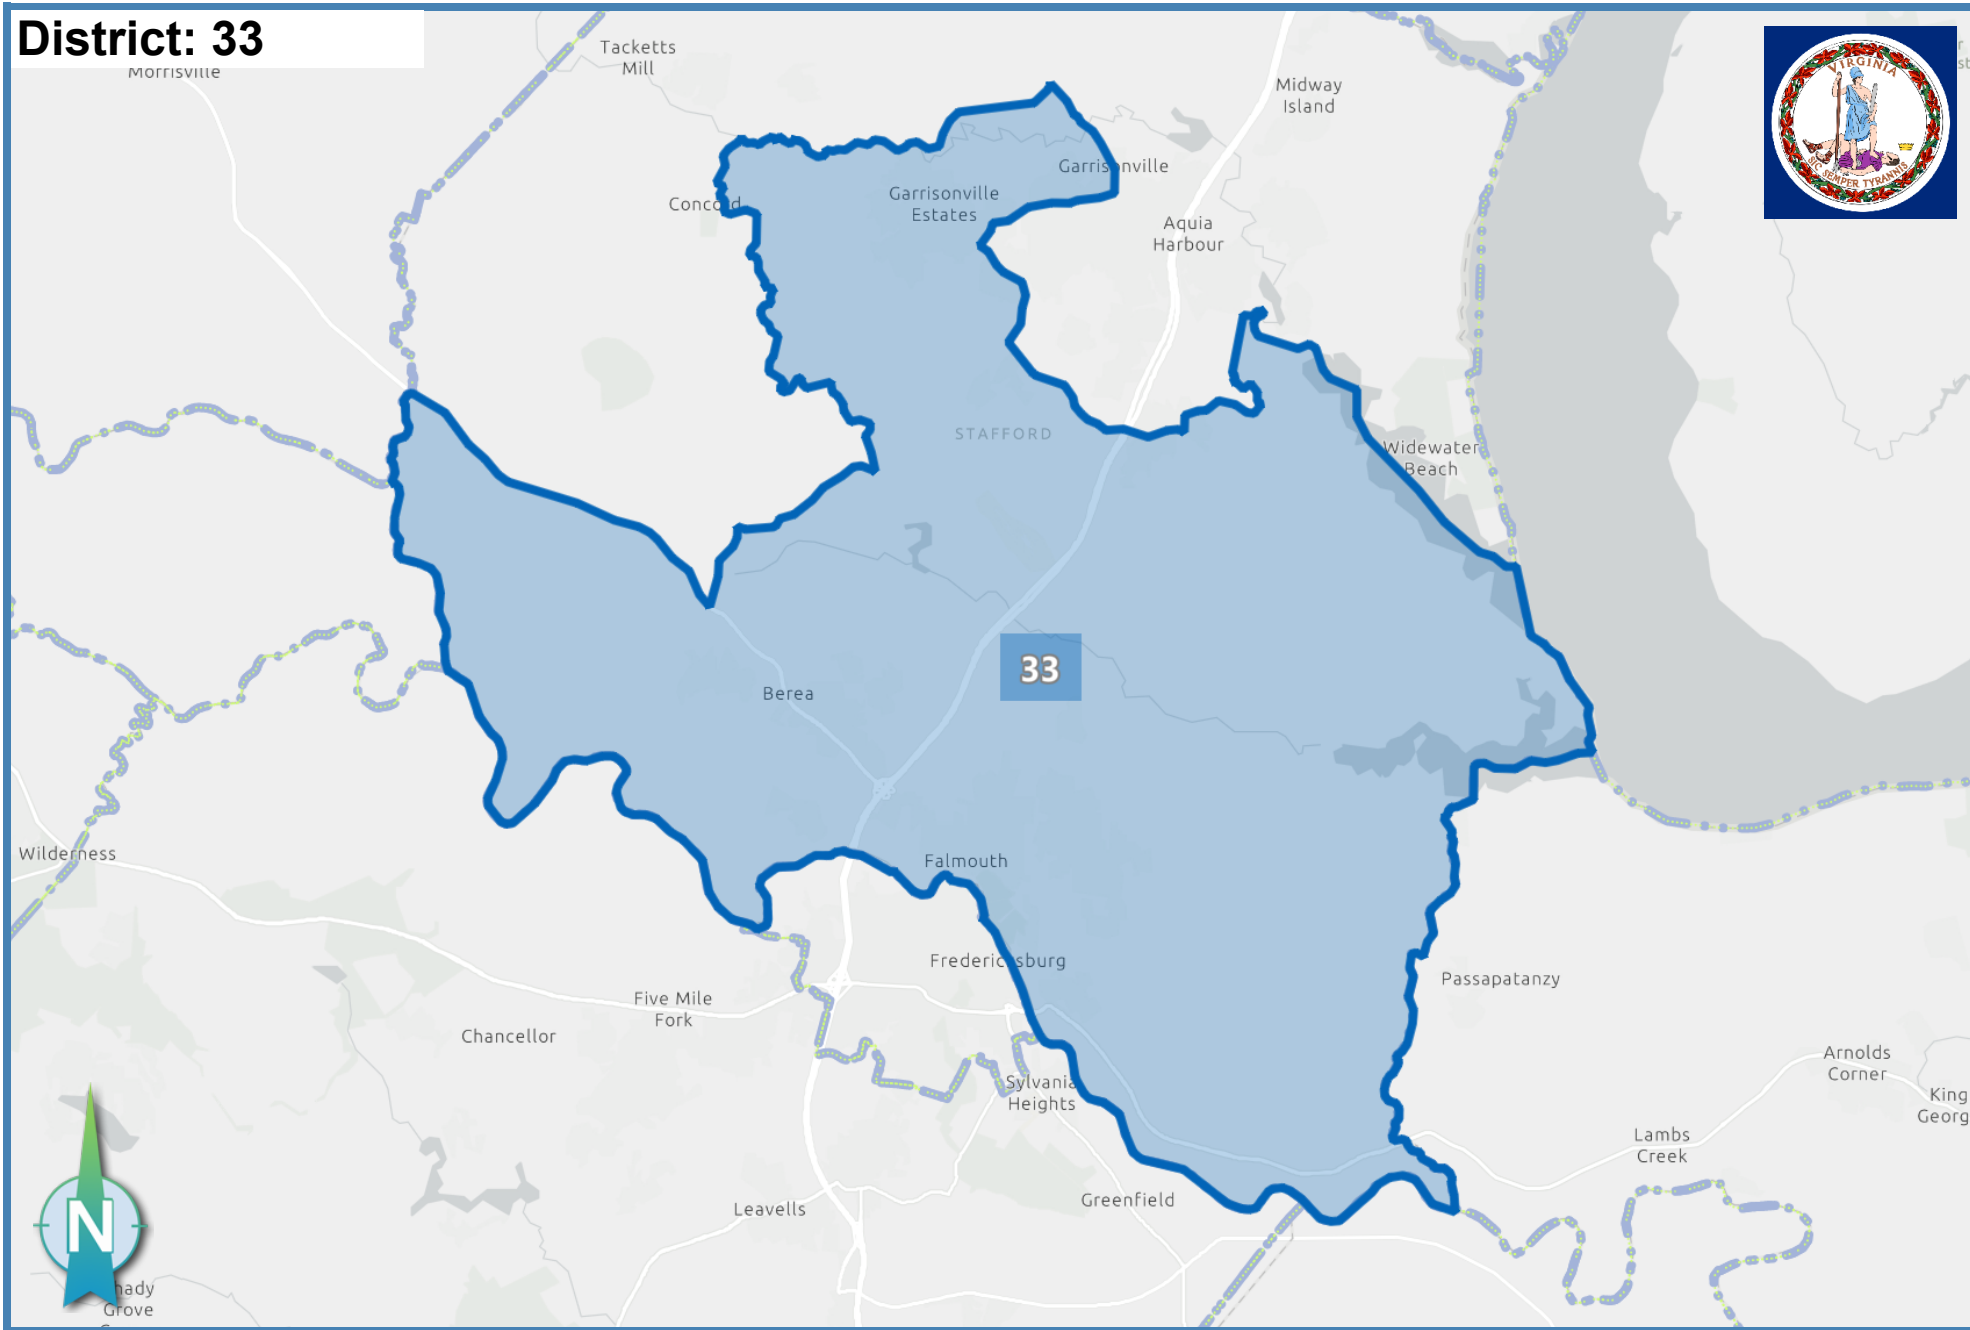 District: 33
Morrisville
Tacketts
Mill
Midway
Island
VIRGINIA
SIC SEMPER TYRANNIS
Garrisonville
Garrisonville
Estates
Concord
Aquia
Harbour
STAFFORD
Widewater
Beach
33
Berea
Wilderness
Falmouth
Fredericksburg
Passapatanzy
Five Mile
Fork
Chancellor
Arnolds
Corner
Sylvania
Heights
King
Georg
Lambs
Creek
Greenfield
Leavells
N
hady
Grove